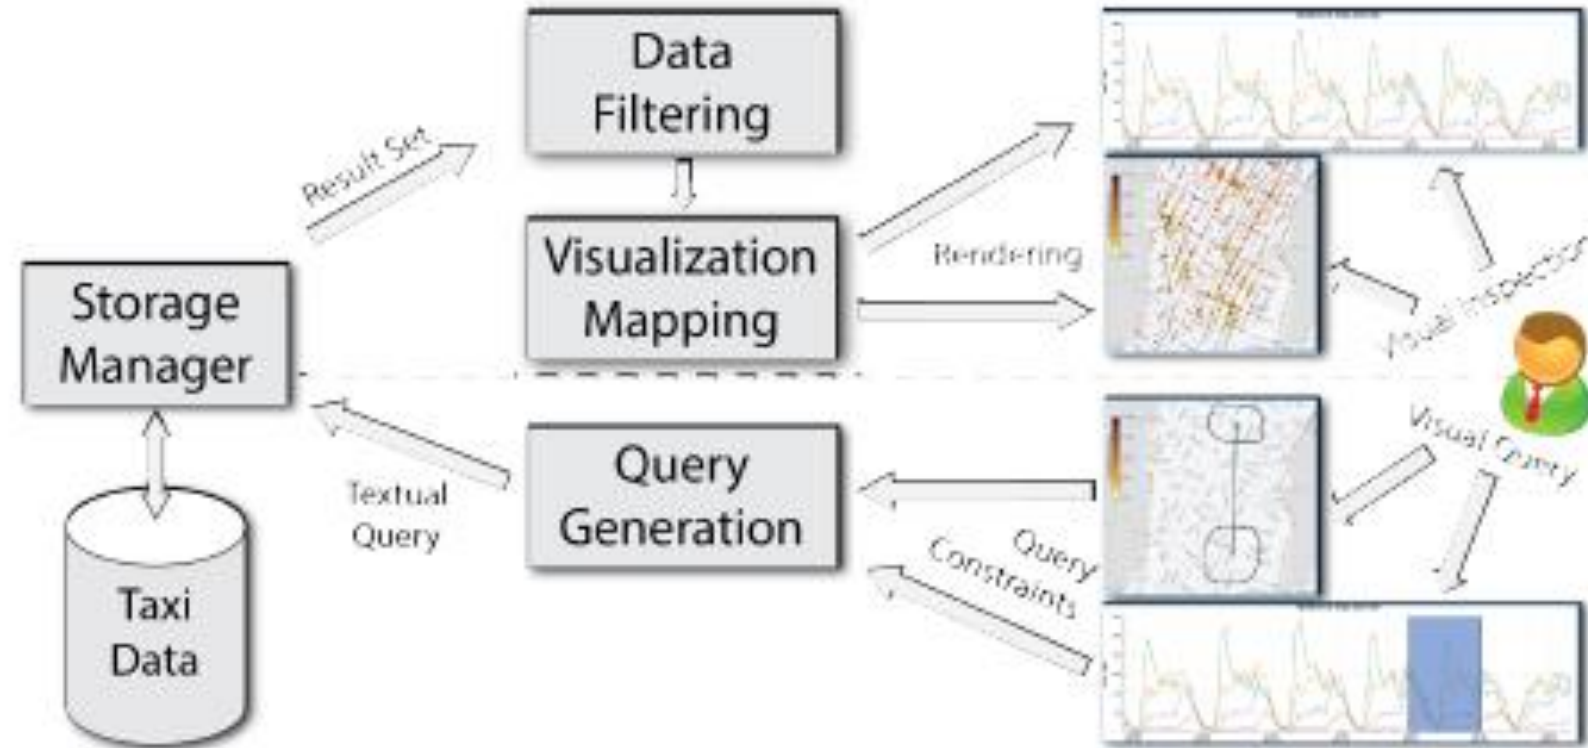 Data
Filtering
Result Set
Visualization
Mapping
Rendering
Storage
Manager
Visual Inspection
Visual Query
Query
Generation
Textual
Query
Query
Constraints
Taxi
Data